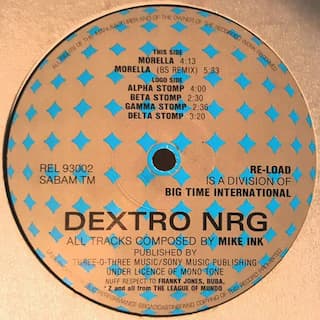 THIS SIDE
MORELLA 4:13
MORELLA (BS REMIX) 5:33
LOGO SIDE
ALPHA STOMP 4:00
BETA STOMP 2:30
GAMMA STOMP 2:36
DELTA STOMP 3:20
REL 93002
SABAM TM
RE-LOAD
IS A DIVISION OF
BIG TIME INTERNATIONAL
DEXTRO NRG
ALL TRACKS COMPOSED BY MIKE INK
PUBLISHED BY
THREE-O-THREE MUSIC/SONY MUSIC PUBLISHING
UNDER LICENCE OF MONO TONE
NUFF RESPECT TO FRANKY JONES, BUBA,
' Z and all from THE LEAGUE OF MUNDO